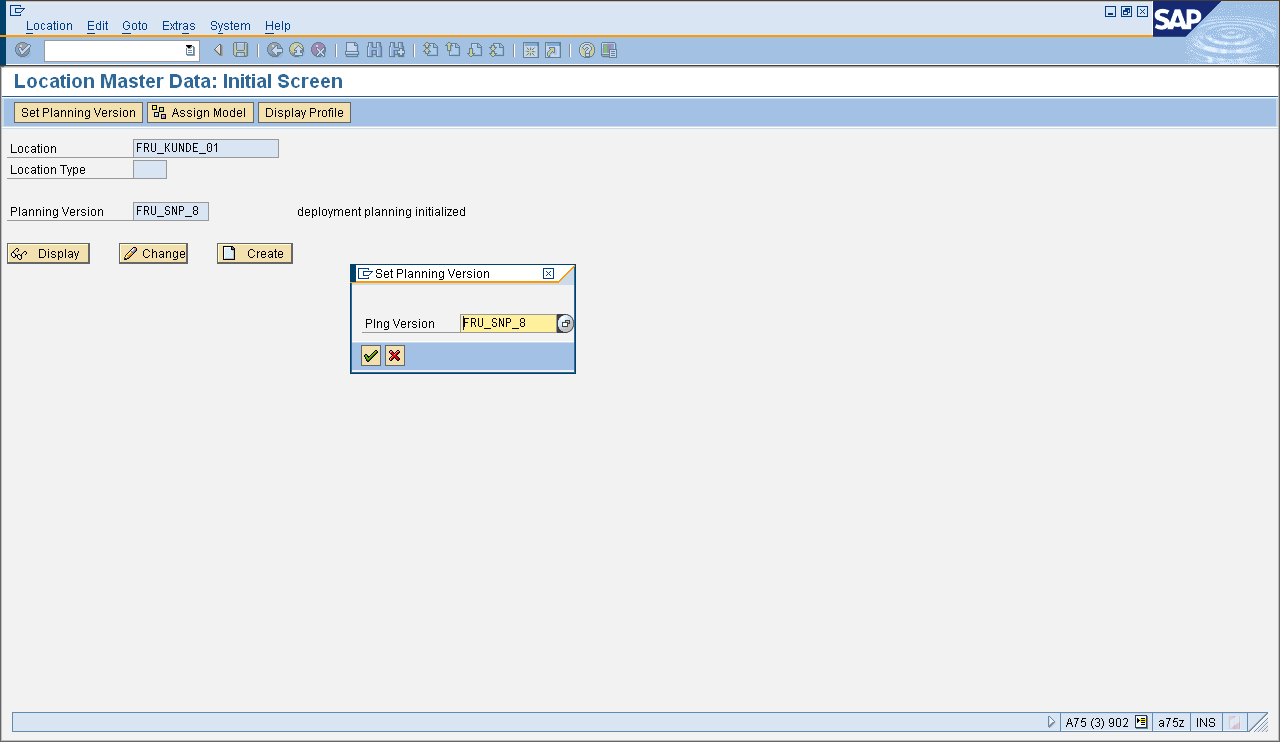 Location Edit Goto Extras System Help
SAP
Location Master Data: Initial Screen
Set Planning Version Assign Model Display Profile
Location FRU_KUNDE_01
Location Type
Planning Version FRU_SNP_8 deployment planning initialized
Display Change Create
Set Planning Version
Plng Version FRU_SNP_8
A75 (3) 902 a75z INS